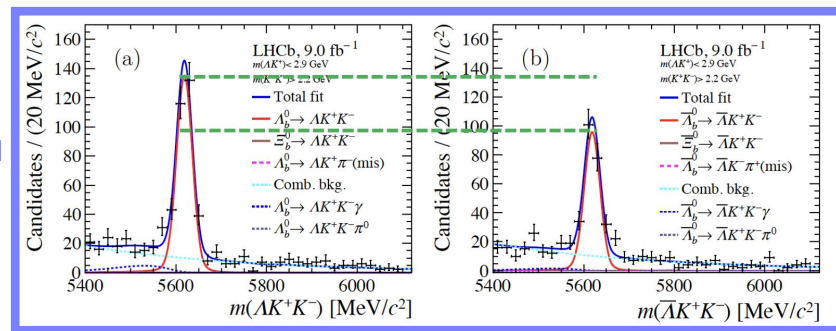 (a)
LHCb, 9.0 fb⁻¹
m(ΛK⁺)< 2.9 GeV
m(K⁺K⁻)> 2.2 GeV
Total fit
Λ⁰_b → ΛK⁺K⁻
Ξ⁰_b → ΛK⁺K⁻
Λ⁰_b → ΛK⁺π⁻(mis)
Comb. bkg.
Λ⁰_b → ΛK⁺K⁻γ
Λ⁰_b → ΛK⁺K⁻π⁰
Candidates / (20 MeV/c²)
160
140
120
100
80
60
40
20
0
5400 5600 5800 6000
m(ΛK⁺K⁻) [MeV/c²]
(b)
LHCb, 9.0 fb⁻¹
m(Λ̅K⁺)< 2.9 GeV
m(K⁺K⁻)> 2.2 GeV
Total fit
Λ̅⁰_b → Λ̅K⁺K⁻
Ξ̅⁰_b → Λ̅K⁺K⁻
Λ̅⁰_b → Λ̅K⁻π⁺(mis)
Comb. bkg.
Λ̅⁰_b → Λ̅K⁺K⁻γ
Λ̅⁰_b → Λ̅K⁺K⁻π⁰
Candidates / (20 MeV/c²)
160
140
120
100
80
60
40
20
0
5400 5600 5800 6000
m(Λ̅K⁺K⁻) [MeV/c²]